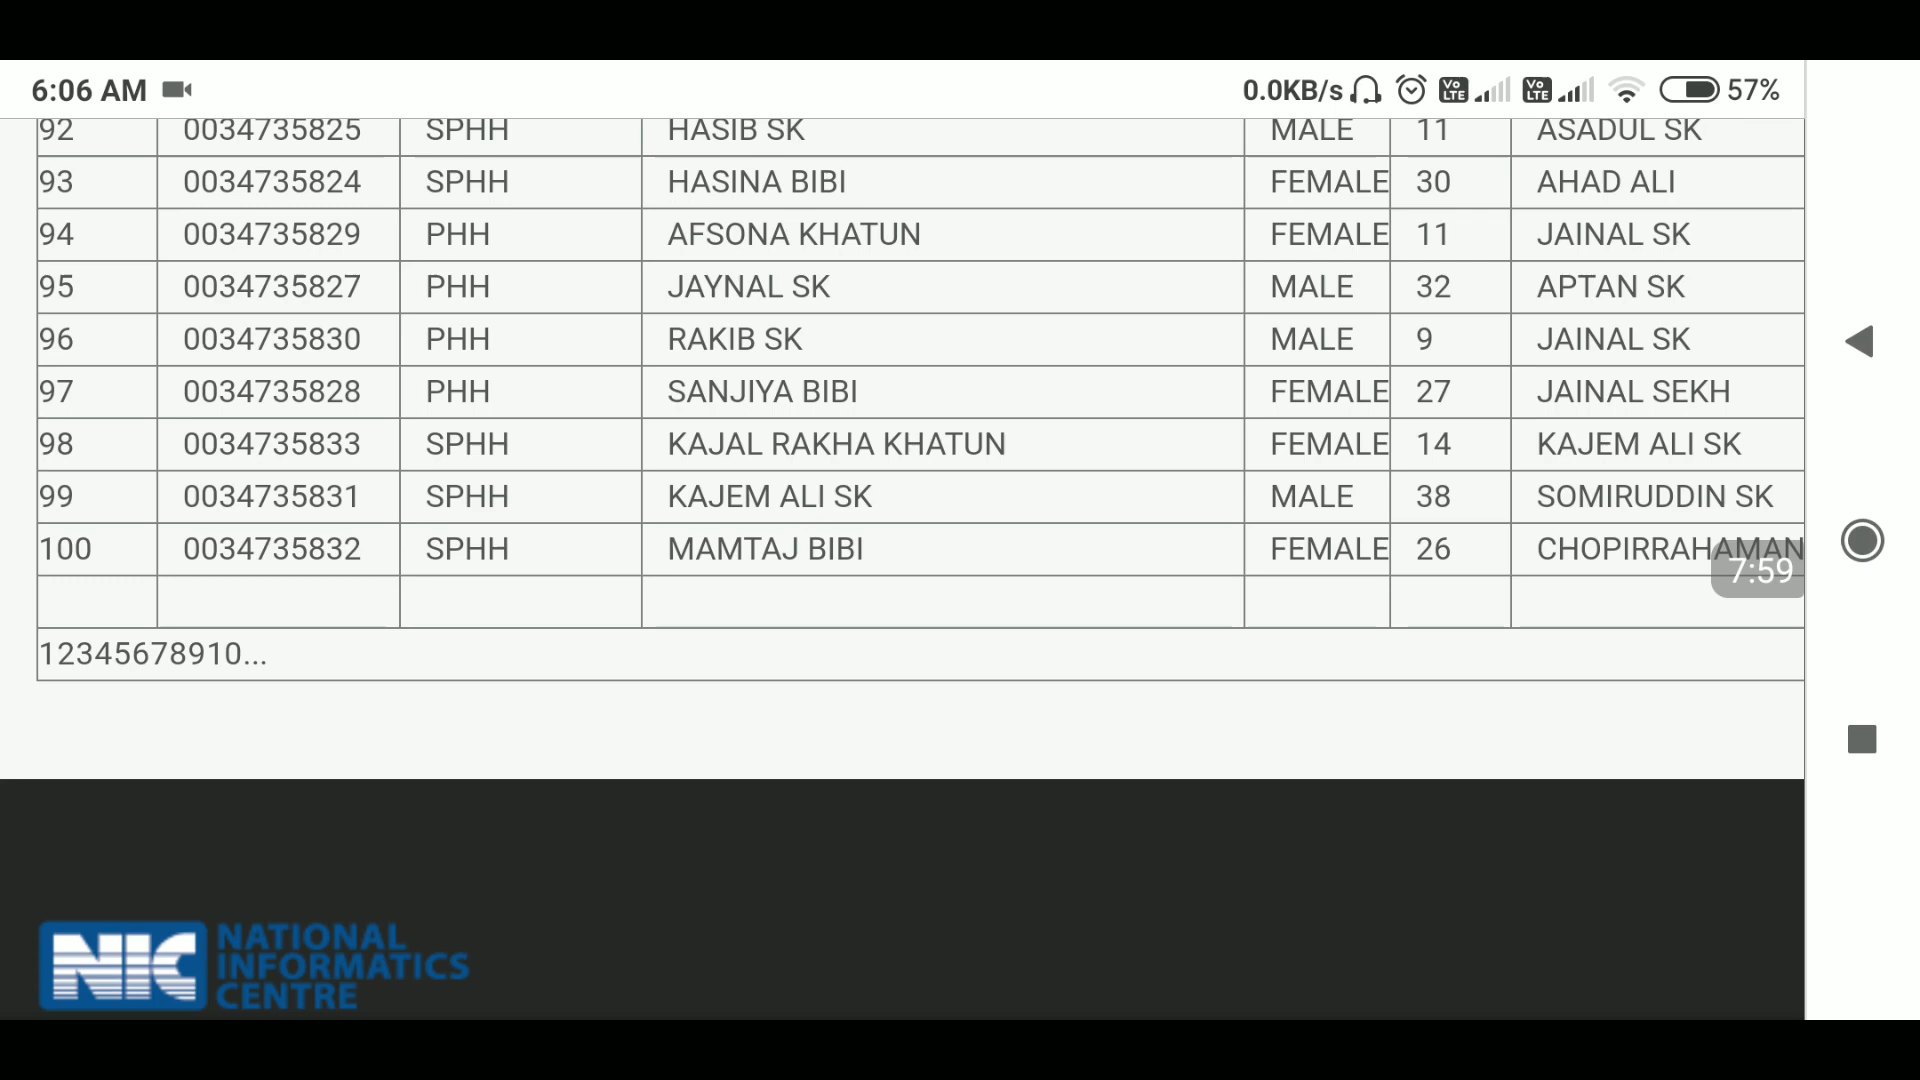 6:06 AM 0.0KB/s Vo LTE Vo LTE 57%
92 0034735825 SPHH HASIB SK MALE 11 ASADUL SK
93 0034735824 SPHH HASINA BIBI FEMALE 30 AHAD ALI
94 0034735829 PHH AFSONA KHATUN FEMALE 11 JAINAL SK
95 0034735827 PHH JAYNAL SK MALE 32 APTAN SK
96 0034735830 PHH RAKIB SK MALE 9 JAINAL SK
97 0034735828 PHH SANJIYA BIBI FEMALE 27 JAINAL SEKH
98 0034735833 SPHH KAJAL RAKHA KHATUN FEMALE 14 KAJEM ALI SK
99 0034735831 SPHH KAJEM ALI SK MALE 38 SOMIRUDDIN SK
100 0034735832 SPHH MAMTAJ BIBI FEMALE 26 CHOPIRRAHAMAN
7:59
12345678910...
NIC NATIONAL
INFORMATICS
CENTRE